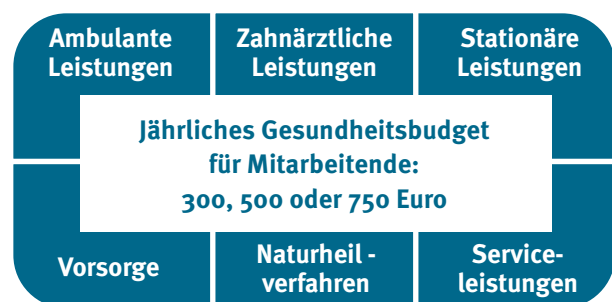 Ambulante
Leistungen
Zahnärztliche
Leistungen
Stationäre
Leistungen
Jährliches Gesundheitsbudget
für Mitarbeitende:
300, 500 oder 750 Euro
Vorsorge
Naturheil -
verfahren
Service-
leistungen